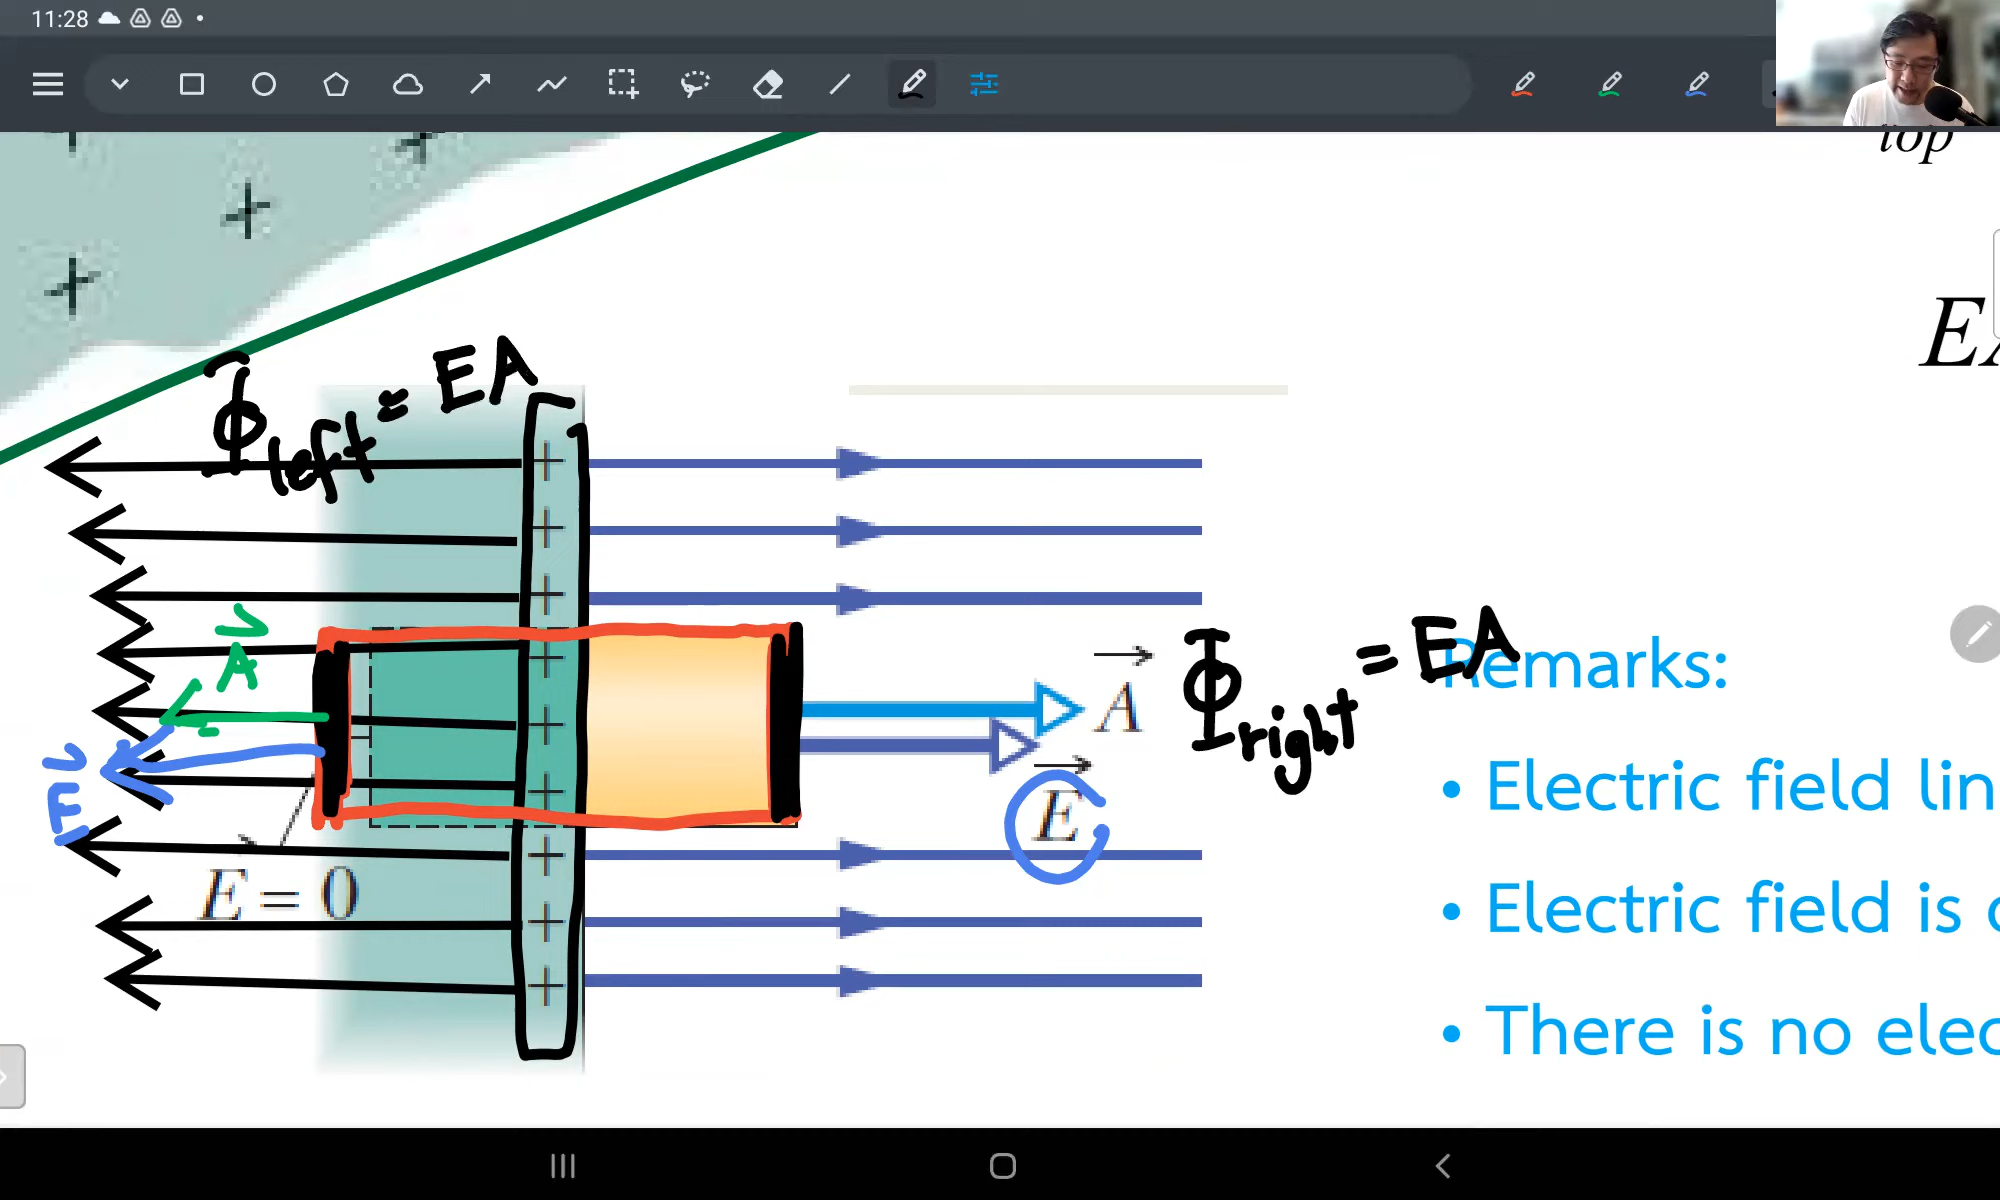 11:28
top
E
Φleft = EA
A
Φright = EA
Remarks:
A
E
E
• Electric field lin
E = 0
• Electric field is
• There is no elec